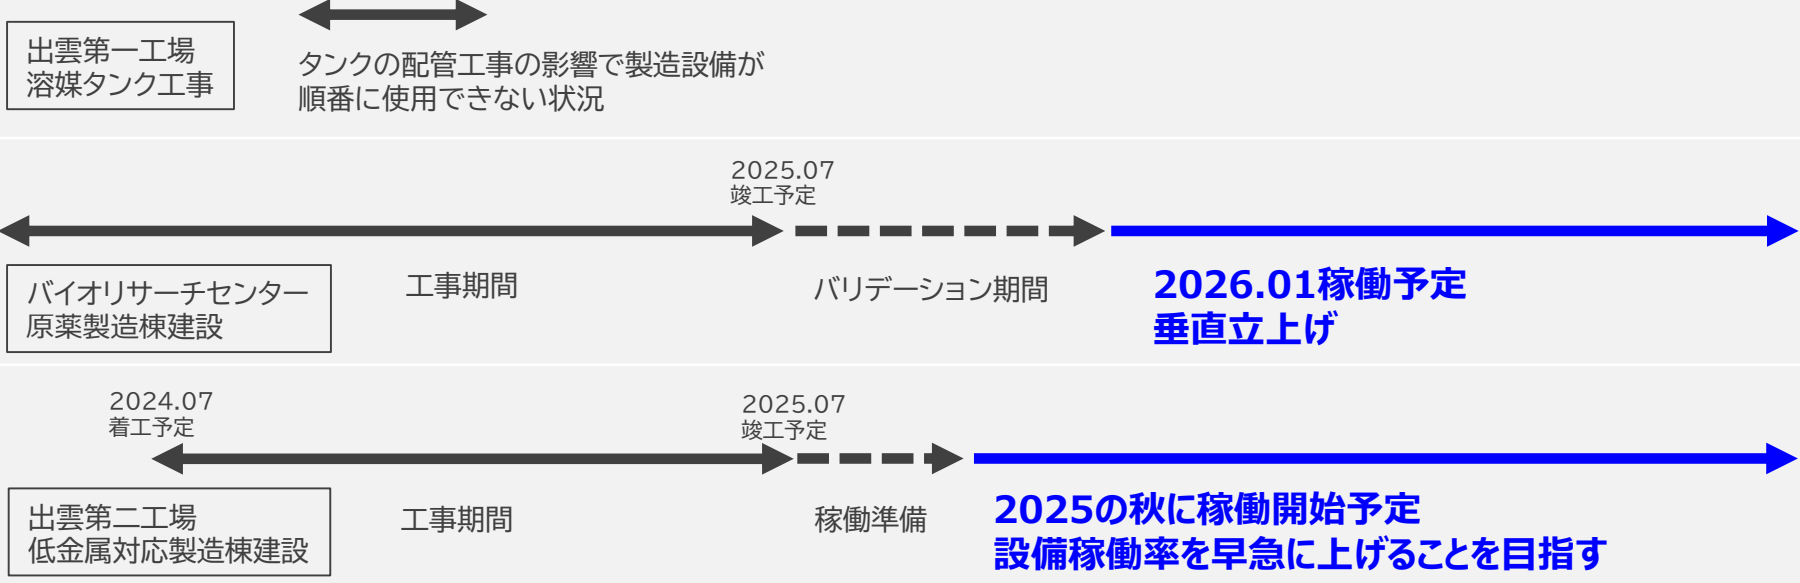 出雲第一工場
溶媒タンク工事
タンクの配管工事の影響で製造設備が
順番に使用できない状況
2025.07
竣工予定
バイオリサーチセンター
原薬製造棟建設
工事期間
バリデーション期間
2026.01稼働予定
垂直立上げ
2024.07
着工予定
2025.07
竣工予定
出雲第二工場
低金属対応製造棟建設
工事期間
稼働準備
2025の秋に稼働開始予定
設備稼働率を早急に上げることを目指す